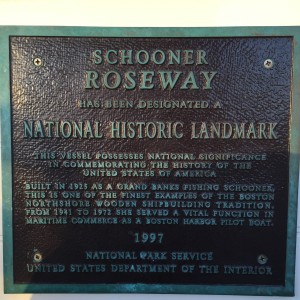 SCHOONER
ROSEWAY
HAS BEEN DESIGNATED A
NATIONAL HISTORIC LANDMARK
THIS VESSEL POSSESSES NATIONAL SIGNIFICANCE
IN COMMEMORATING THE HISTORY OF THE
UNITED STATES OF AMERICA
BUILT IN 1925 AS A GRAND BANKS FISHING SCHOONER,
THIS IS ONE OF THE FINEST EXAMPLES OF THE BOSTON
NORTHSHORE WOODEN SHIPBUILDING TRADITION.
FROM 1941 TO 1972 SHE SERVED A VITAL FUNCTION IN
MARITIME COMMERCE AS A BOSTON HARBOR PILOT BOAT.
1997
NATIONAL PARK SERVICE
UNITED STATES DEPARTMENT OF THE INTERIOR